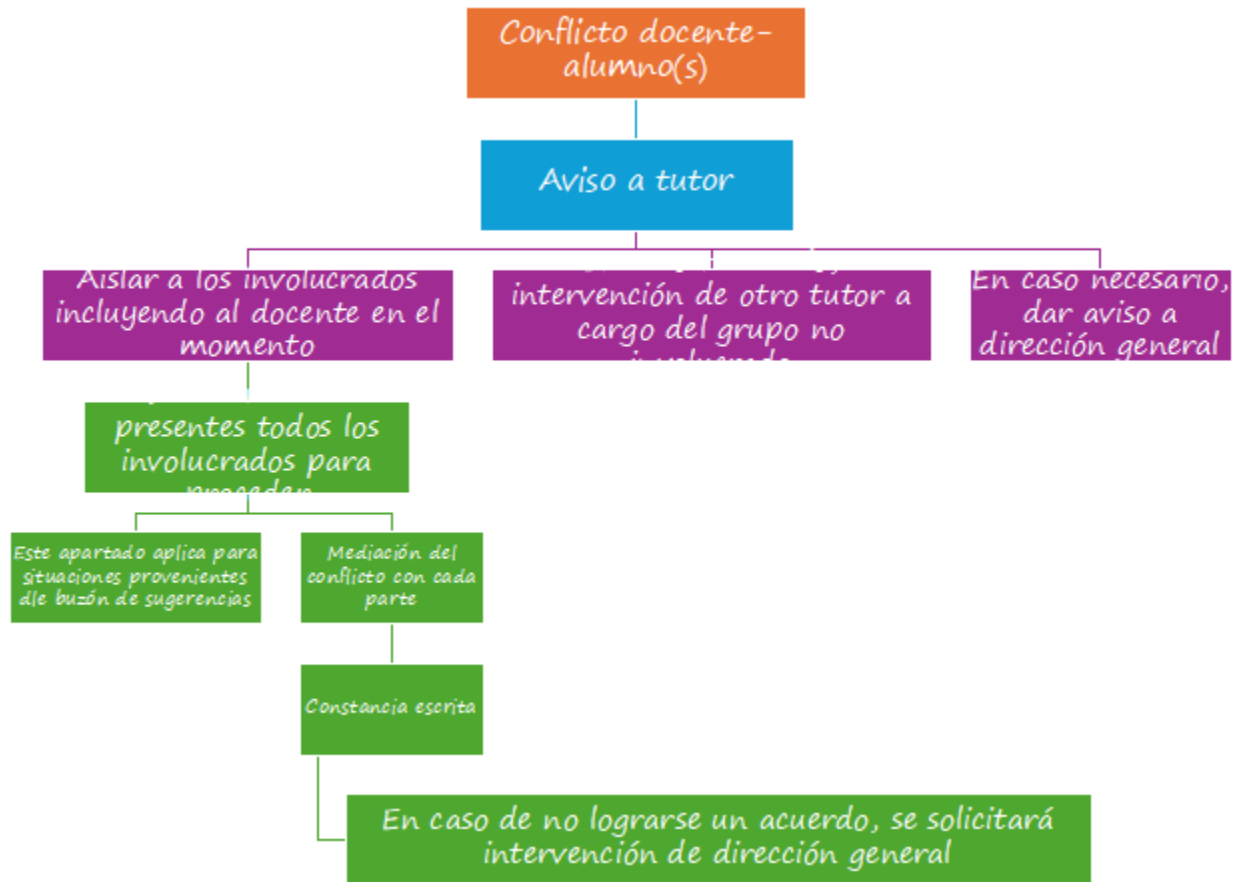 Conflicto docente-
alumno(s)
Aviso a tutor
Aislar a los involucrados
incluyendo al docente en el
momento
intervención de otro tutor a
cargo del grupo no
En caso necesario,
dar aviso a
dirección general
presentes todos los
involucrados para
proceder
Este apartado aplica para
situaciones provenientes
dle buzón de sugerencias
Mediación del
conflicto con cada
parte
Constancia escrita
En caso de no lograrse un acuerdo, se solicitará
intervención de dirección general